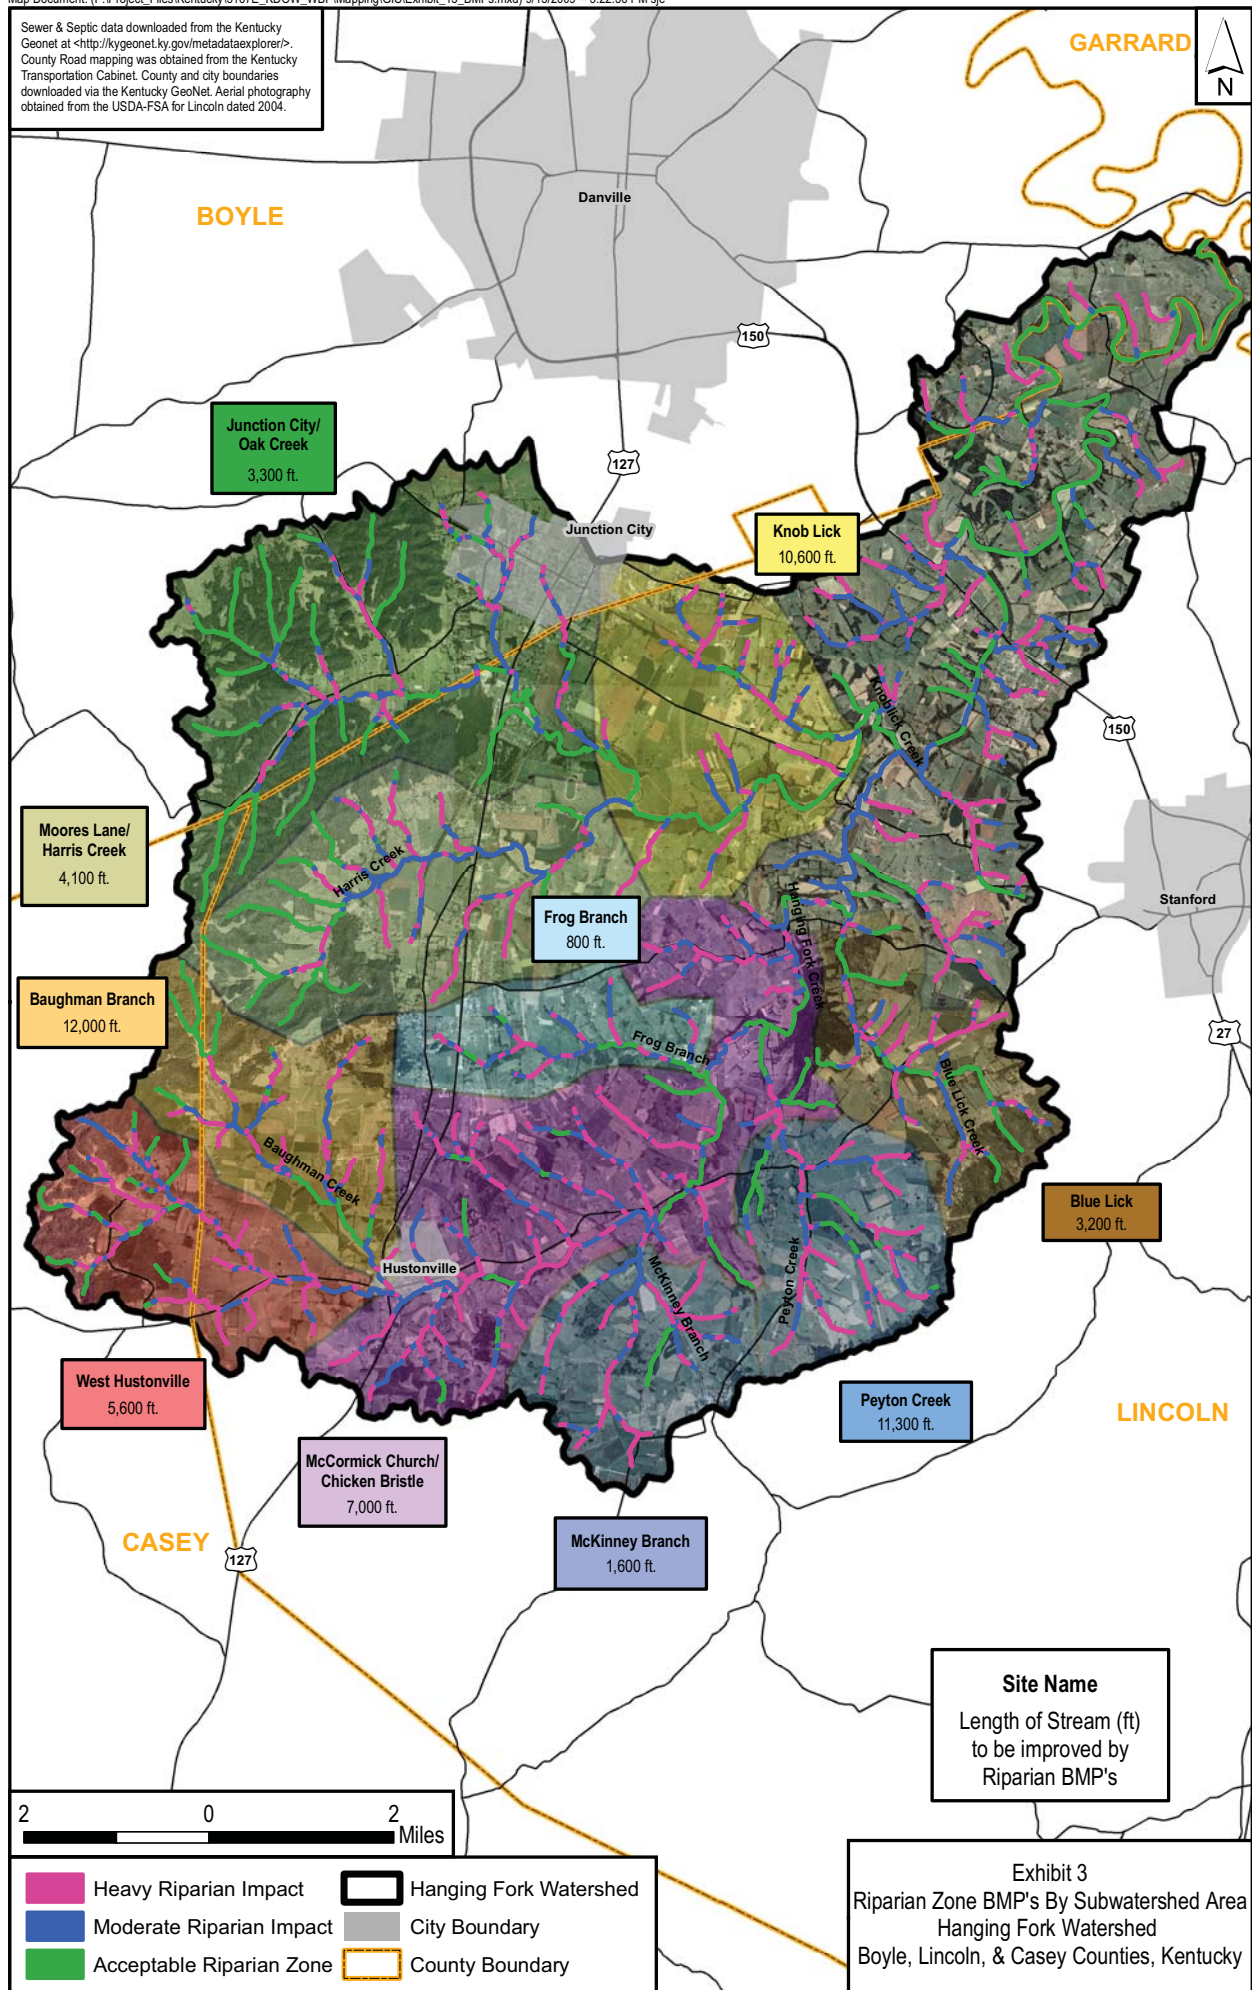 Sewer & Septic data downloaded from the Kentucky
Geonet at <http://kygeonet.ky.gov/metadataexplorer/>.
County Road mapping was obtained from the Kentucky
Transportation Cabinet. County and city boundaries
downloaded via the Kentucky GeoNet. Aerial photography
obtained from the USDA-FSA for Lincoln dated 2004.
GARRARD
N
Danville
BOYLE
150
Junction City/
Oak Creek
3,300 ft.
127
Junction City
Knob Lick
10,600 ft.
Knoblick Creek
150
Moores Lane/
Harris Creek
4,100 ft.
Harris Creek
Stanford
Frog Branch
800 ft.
Hanging Fork Creek
Baughman Branch
12,000 ft.
27
Frog Branch
Blue Lick Creek
Baughman Creek
Blue Lick
3,200 ft.
Hustonville
Peyton Creek
McKinney Branch
West Hustonville
5,600 ft.
Peyton Creek
11,300 ft.
LINCOLN
McCormick Church/
Chicken Bristle
7,000 ft.
CASEY
127
McKinney Branch
1,600 ft.
Site Name
Length of Stream (ft)
to be improved by
Riparian BMP's
2 0 2
Miles
Heavy Riparian Impact
Moderate Riparian Impact
Acceptable Riparian Zone
Hanging Fork Watershed
City Boundary
County Boundary
Exhibit 3
Riparian Zone BMP's By Subwatershed Area
Hanging Fork Watershed
Boyle, Lincoln, & Casey Counties, Kentucky